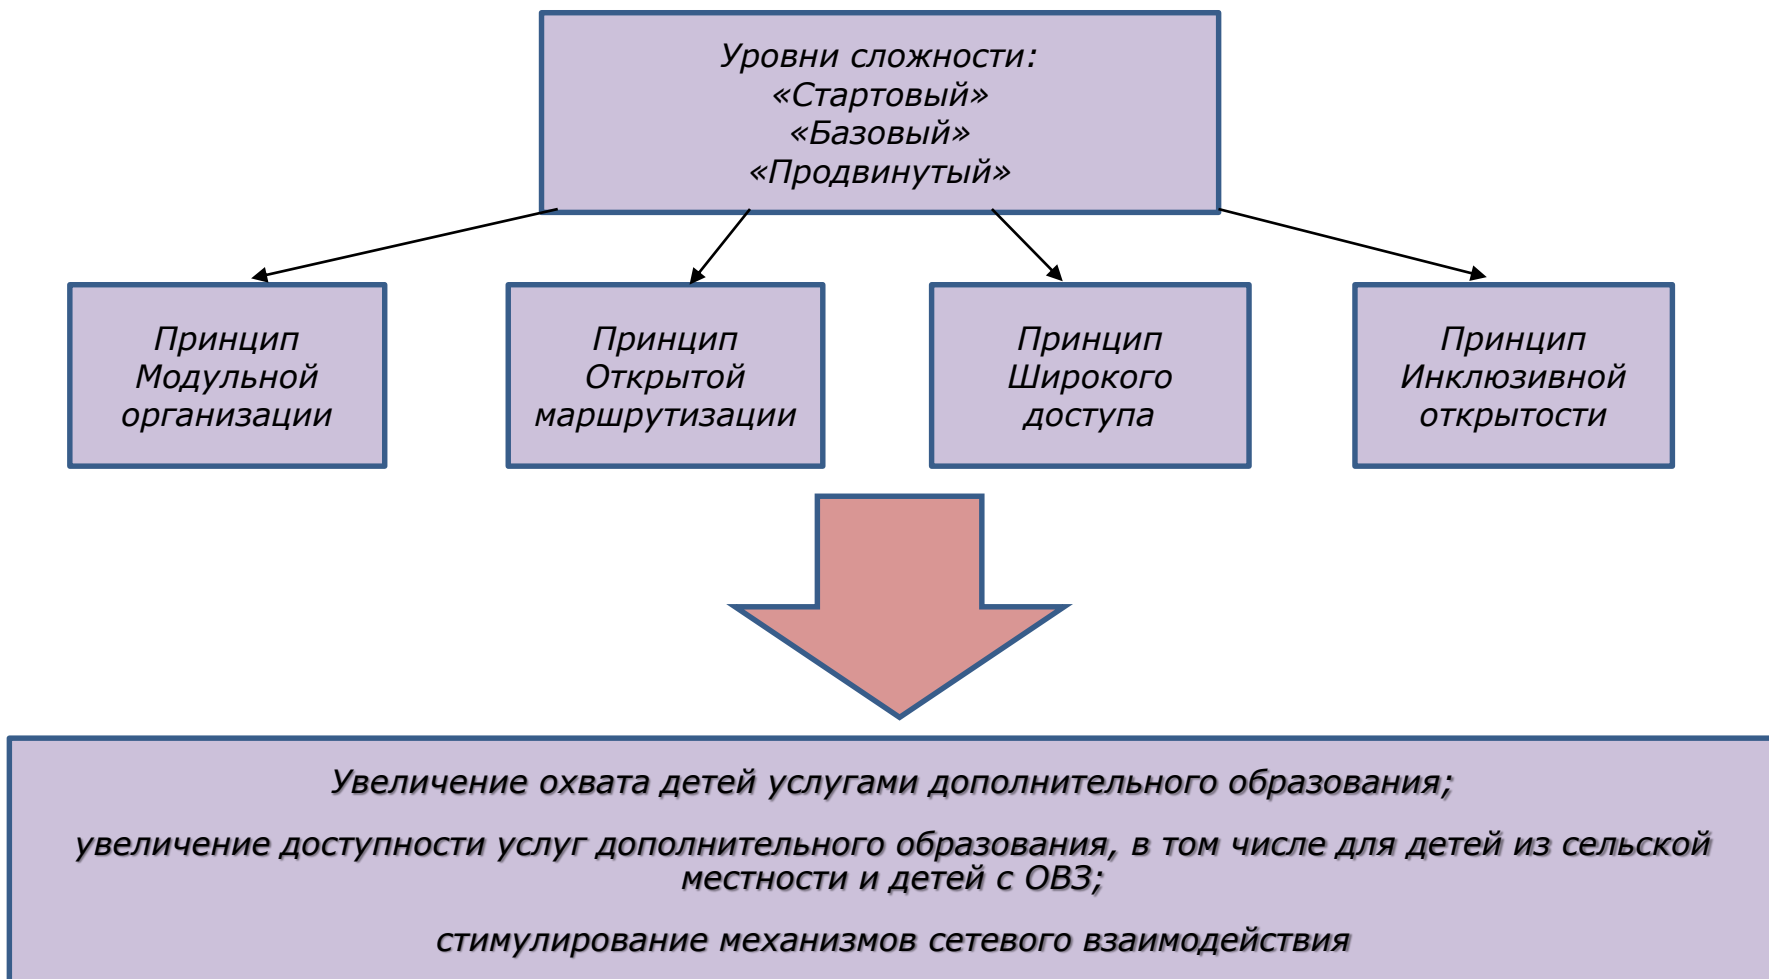 Уровни сложности:
«Стартовый»
«Базовый»
«Продвинутый»
Принцип
Модульной
организации
Принцип
Открытой
маршрутизации
Принцип
Широкого
доступа
Принцип
Инклюзивной
открытости
Увеличение охвата детей услугами дополнительного образования;
увеличение доступности услуг дополнительного образования, в том числе для детей из сельской
местности и детей с ОВЗ;
стимулирование механизмов сетевого взаимодействия